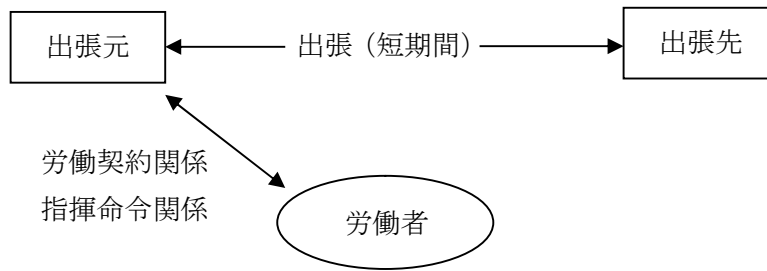 出張元
出張（短期間）
出張先
労働契約関係
指揮命令関係
労働者